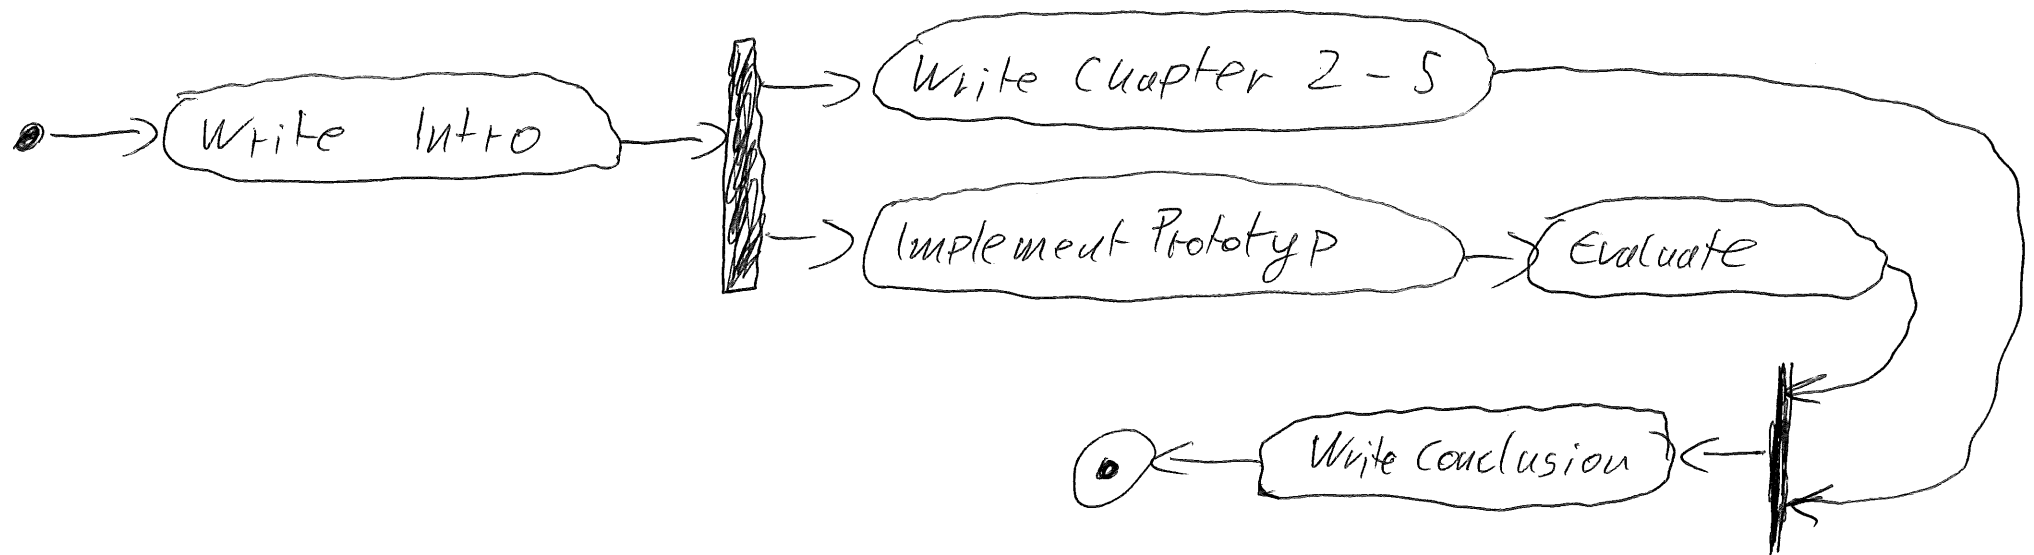 Write Intro
Write Chapter 2 - 5
Implement Prototyp
Evaluate
Write Conclusion